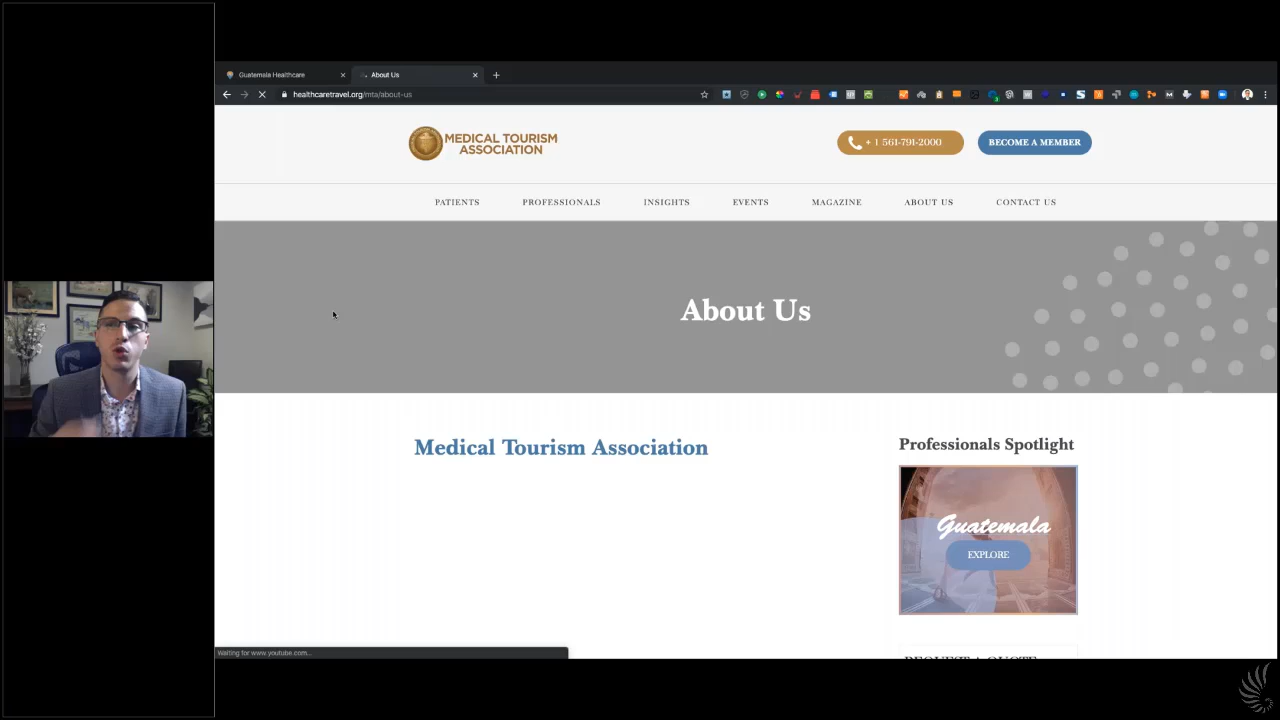 Guatemala Healthcare
About Us
healthcaretravel.org/mta/about-us
MEDICAL TOURISM
ASSOCIATION
+ 1 561-791-2000
BECOME A MEMBER
PATIENTS
PROFESSIONALS
INSIGHTS
EVENTS
MAGAZINE
ABOUT US
CONTACT US
About Us
Medical Tourism Association
Professionals Spotlight
Guatemala
EXPLORE
REQUEST A QUOTE
Waiting for www.youtube.com...